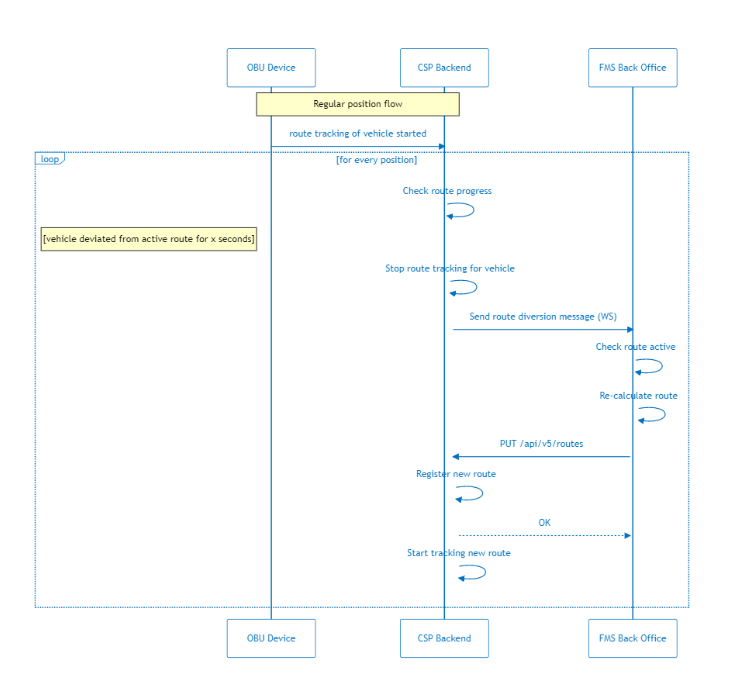 OBU Device
CSP Backend
FMS Back Office
Regular position flow
route tracking of vehicle started
loop
[for every position]
Check route progress
[vehicle deviated from active route for x seconds]
Stop route tracking for vehicle
Send route diversion message (WS)
Check route active
Re-calculate route
PUT /api/v5/routes
Register new route
OK
Start tracking new route
OBU Device
CSP Backend
FMS Back Office